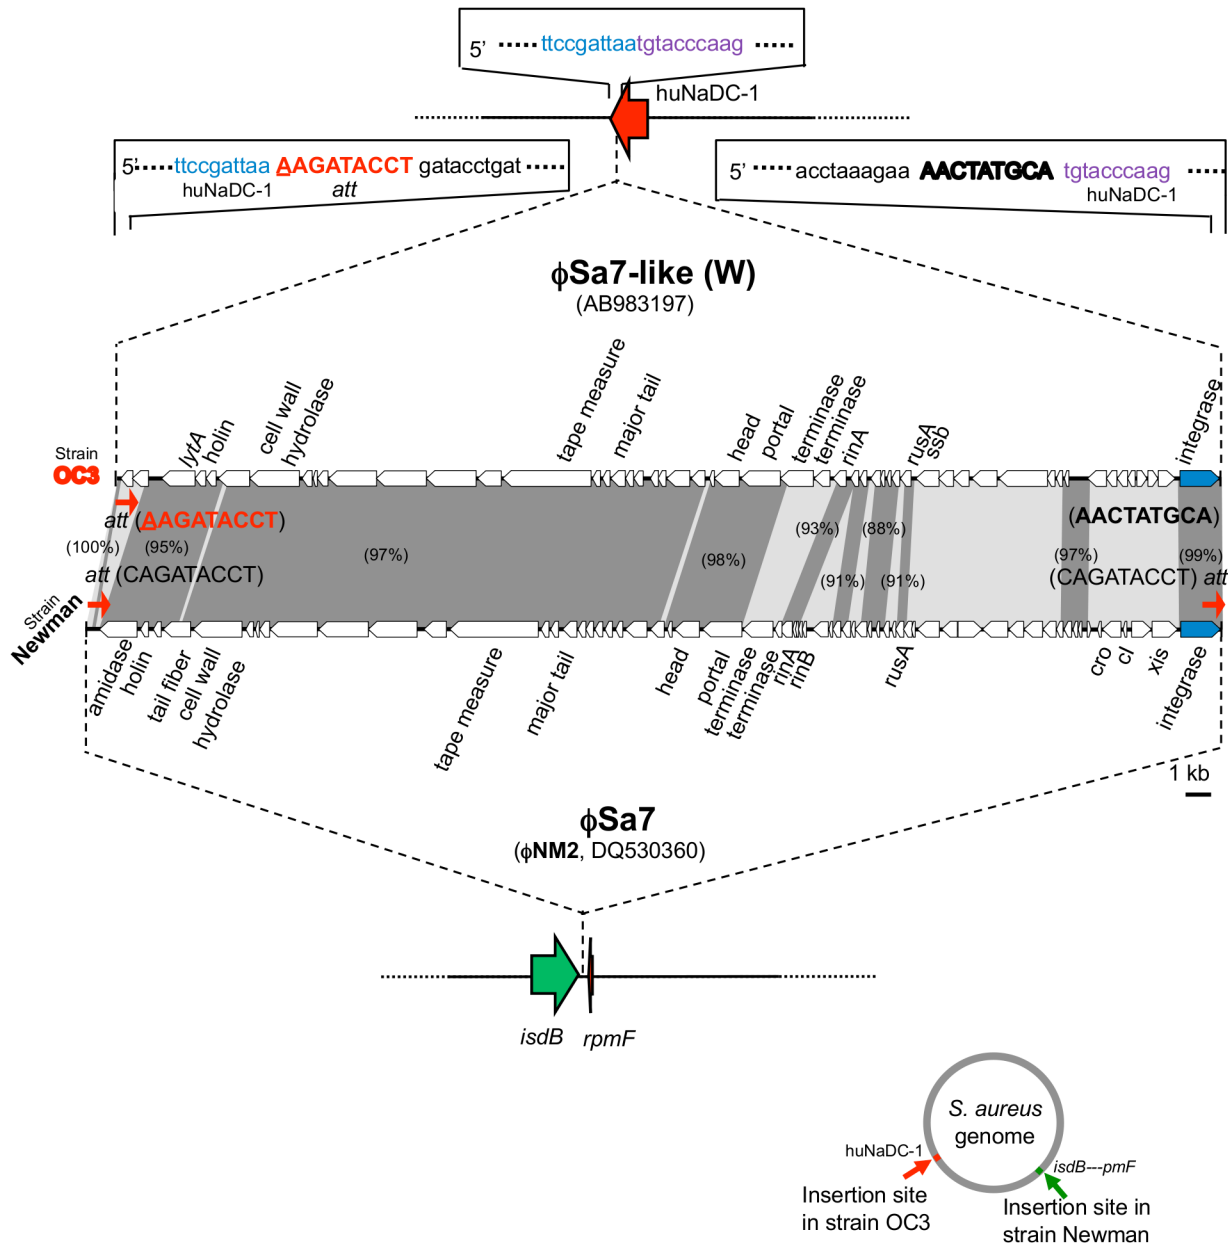 5’ ttccgattaatgtacccaag
huNaDC-1
5’ ttccgattaa AAGATACCT gatacctgat
huNaDC-1 att
5’ acctaaagaa AACTATGCA tgtacccaag
huNaDC-1
ϕSa7-like (W)
(AB983197)
Strain
OC3
lytA
holin
cell wall
hydrolase
tape measure
major tail
head
portal
terminase
terminase
rinA
rusA
ssb
integrase
att (AAGATACCT)
(AACTATGCA)
(100%)
(95%)
(97%)
(98%)
(93%)
(91%)
(88%)
(91%)
(97%)
(99%)
att (CAGATACCT)
(CAGATACCT) att
Strain
Newman
amidase
holin
tail fiber
cell wall
hydrolase
tape measure
major tail
head
portal
terminase
terminase
rinA
rinB
rusA
cro
cI
xis
integrase
1 kb
ϕSa7
(ϕNM2, DQ530360)
isdB
rpmF
S. aureus
genome
huNaDC-1
isdB---pmF
Insertion site
in strain OC3
Insertion site in
strain Newman